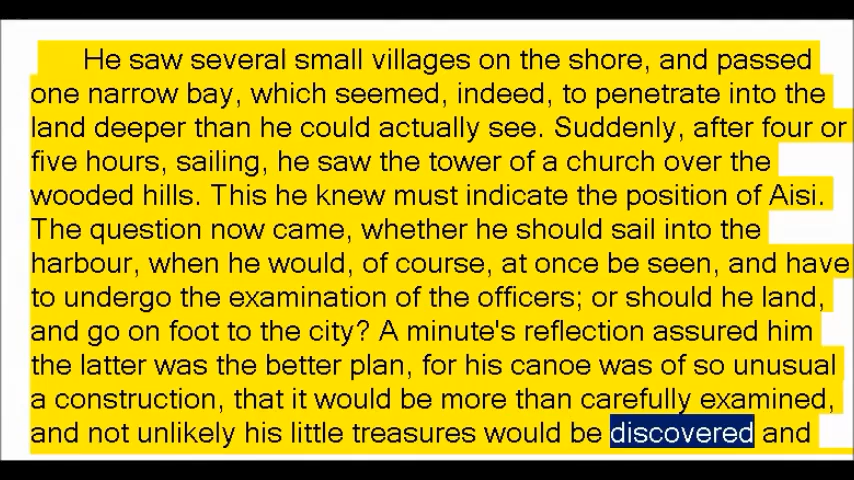 He saw several small villages on the shore, and passed
one narrow bay, which seemed, indeed, to penetrate into the
land deeper than he could actually see. Suddenly, after four or
five hours, sailing, he saw the tower of a church over the
wooded hills. This he knew must indicate the position of Aisi.
The question now came, whether he should sail into the
harbour, when he would, of course, at once be seen, and have
to undergo the examination of the officers; or should he land,
and go on foot to the city? A minute's reflection assured him
the latter was the better plan, for his canoe was of so unusual
a construction, that it would be more than carefully examined,
and not unlikely his little treasures would be discovered and